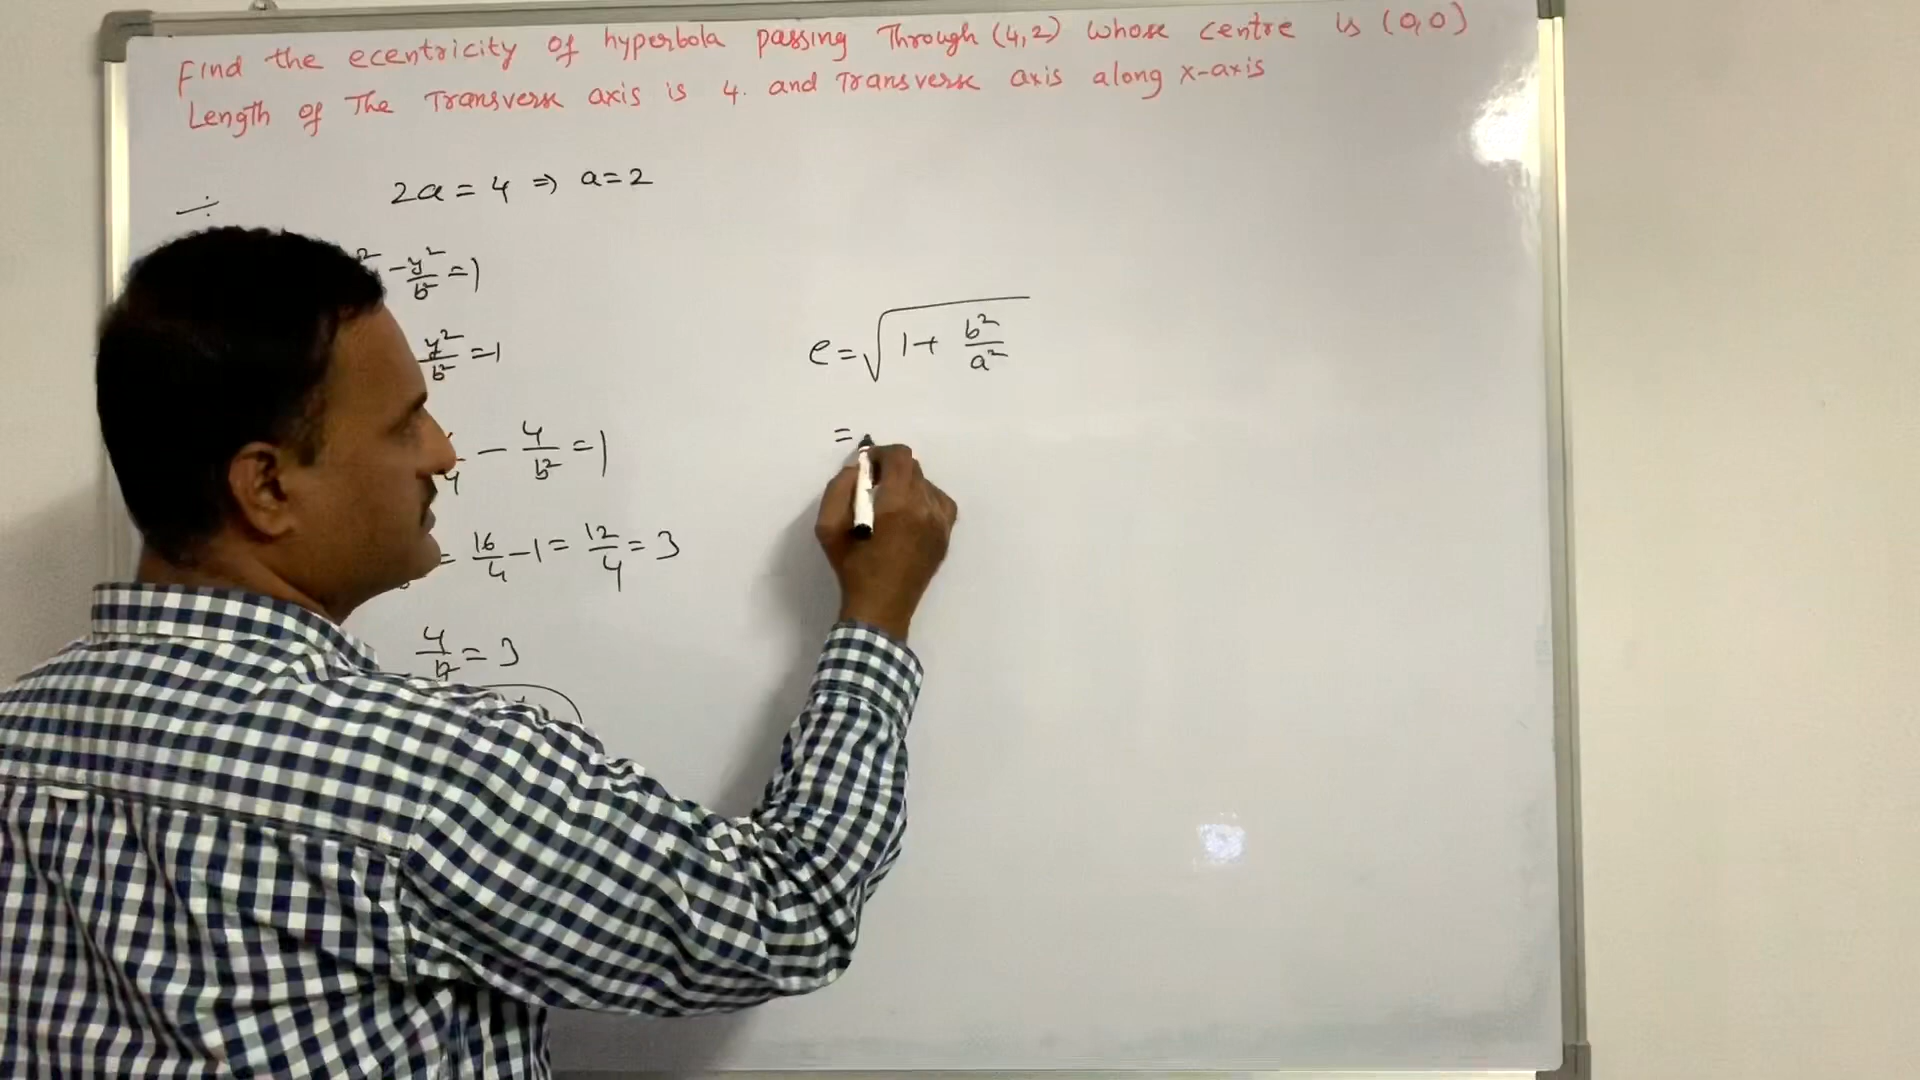 Find the ecentricity of hyperbola passing Through (4,2) whose centre is (0,0)
Length of The Transverse axis is 4. and Transverse axis along x-axis
2a = 4 ⇒ a=2
- y²/b² = 1
y²/b² = 1
- 4/b² = 1
= 16/4 - 1 = 12/4 = 3
4/b² = 3
e = √(1 + b²/a²)
=